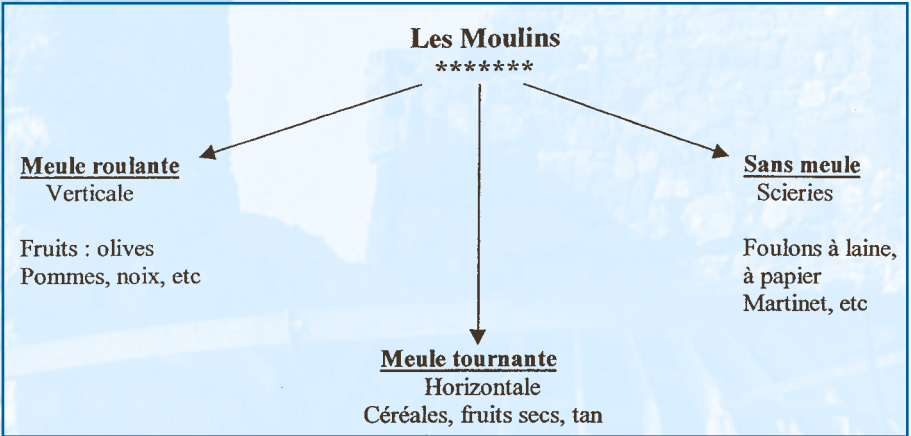 Les Moulins
*******
Meule roulante
Verticale
Fruits : olives
Pommes, noix, etc
Sans meule
Scieries
Foulons à laine,
à papier
Martinet, etc
Meule tournante
Horizontale
Céréales, fruits secs, tan